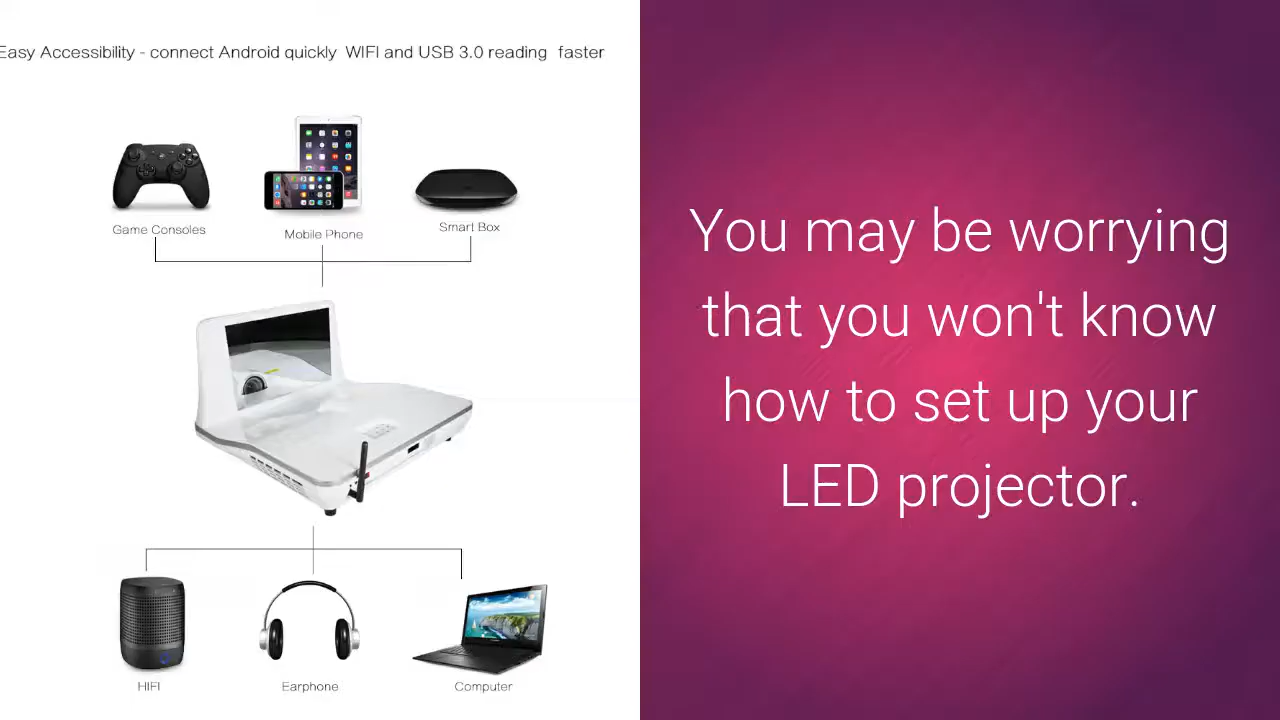 Easy Accessibility - connect Android quickly WIFI and USB 3.0 reading faster
Game Consoles
Mobile Phone
Smart Box
HIFI
Earphone
Computer
You may be worrying
that you won't know
how to set up your
LED projector.